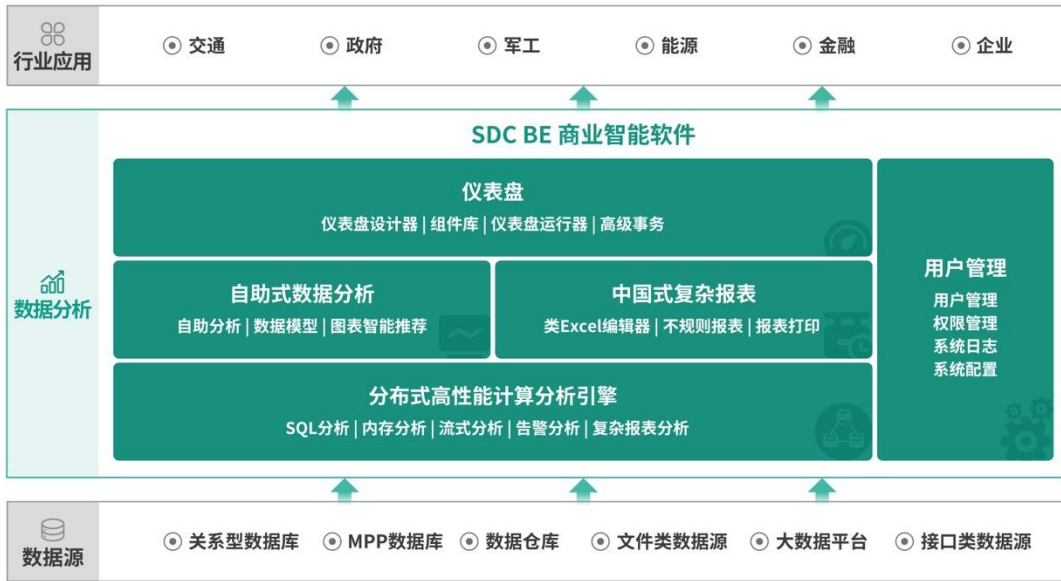 行业应用
交通
政府
军工
能源
金融
企业
SDC BE 商业智能软件
数据分析
仪表盘
仪表盘设计器 | 组件库 | 仪表盘运行器 | 高级事务
自助式数据分析
自助分析 | 数据模型 | 图表智能推荐
中国式复杂报表
类Excel编辑器 | 不规则报表 | 报表打印
分布式高性能计算分析引擎
SQL分析 | 内存分析 | 流式分析 | 告警分析 | 复杂报表分析
用户管理
用户管理
权限管理
系统日志
系统配置
数据源
关系型数据库
MPP数据库
数据仓库
文件类数据源
大数据平台
接口类数据源